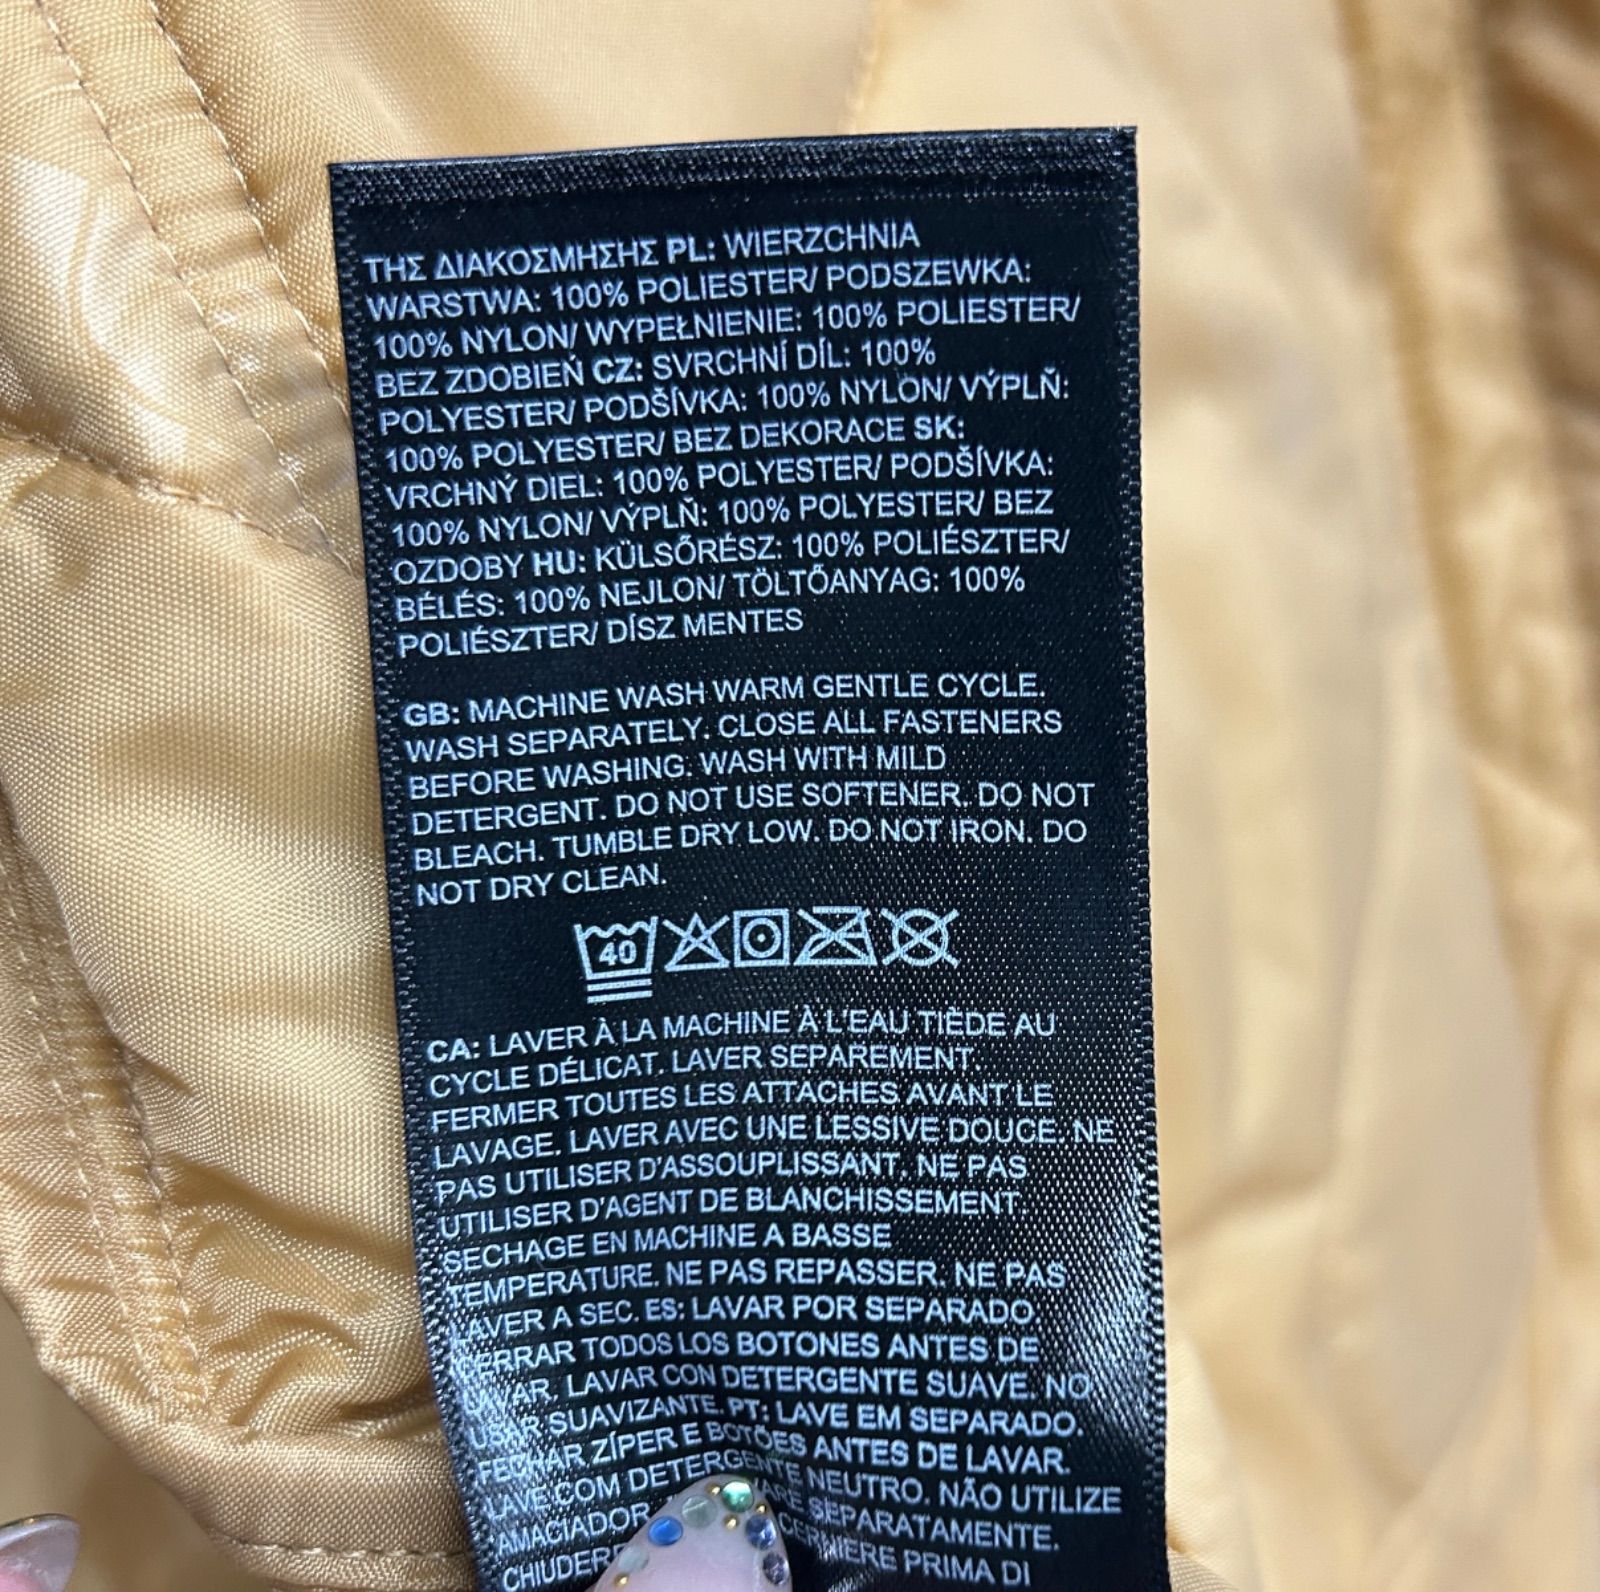 ΤΗΣ ΔΙΑΚΟΣΜΗΣΗΣ PL: WIERZCHNIA
WARSTWA: 100% POLIESTER/ PODSZEWKA:
100% NYLON/ WYPEŁNIENIE: 100% POLIESTER/
BEZ ZDOBIEŃ CZ: SVRCHNÍ DÍL: 100%
POLYESTER/ PODŠÍVKA: 100% NYLON/ VÝPLŇ:
100% POLYESTER/ BEZ DEKORACE SK:
VRCHNÝ DIEL: 100% POLYESTER/ PODŠÍVKA:
100% NYLON/ VÝPLŇ: 100% POLYESTER/ BEZ
OZDOBY HU: KÜLSŐRÉSZ: 100% POLIÉSZTER/
BÉLÉS: 100% NEJLON/ TÖLTŐANYAG: 100%
POLIÉSZTER/ DÍSZ MENTES
GB: MACHINE WASH WARM GENTLE CYCLE.
WASH SEPARATELY. CLOSE ALL FASTENERS
BEFORE WASHING. WASH WITH MILD
DETERGENT. DO NOT USE SOFTENER. DO NOT
BLEACH. TUMBLE DRY LOW. DO NOT IRON. DO
NOT DRY CLEAN.
40
CA: LAVER À LA MACHINE À L'EAU TIÈDE AU
CYCLE DÉLICAT. LAVER SEPAREMENT.
FERMER TOUTES LES ATTACHES AVANT LE
LAVAGE. LAVER AVEC UNE LESSIVE DOUCE. NE
PAS UTILISER D'ASSOUPLISSANT. NE PAS
UTILISER D'AGENT DE BLANCHISSEMENT.
SECHAGE EN MACHINE A BASSE
TEMPERATURE. NE PAS REPASSER. NE PAS
LAVER A SEC. ES: LAVAR POR SEPARADO.
CERRAR TODOS LOS BOTONES ANTES DE
LAVAR. LAVAR CON DETERGENTE SUAVE. NO
USAR SUAVIZANTE. PT: LAVE EM SEPARADO.
FECHAR ZÍPER E BOTÕES ANTES DE LAVAR.
LAVE COM DETERGENTE NEUTRO. NÃO UTILIZE
AMACIADOR SEPARATAMENTE.
CHIUDERE CERNIERE PRIMA DI